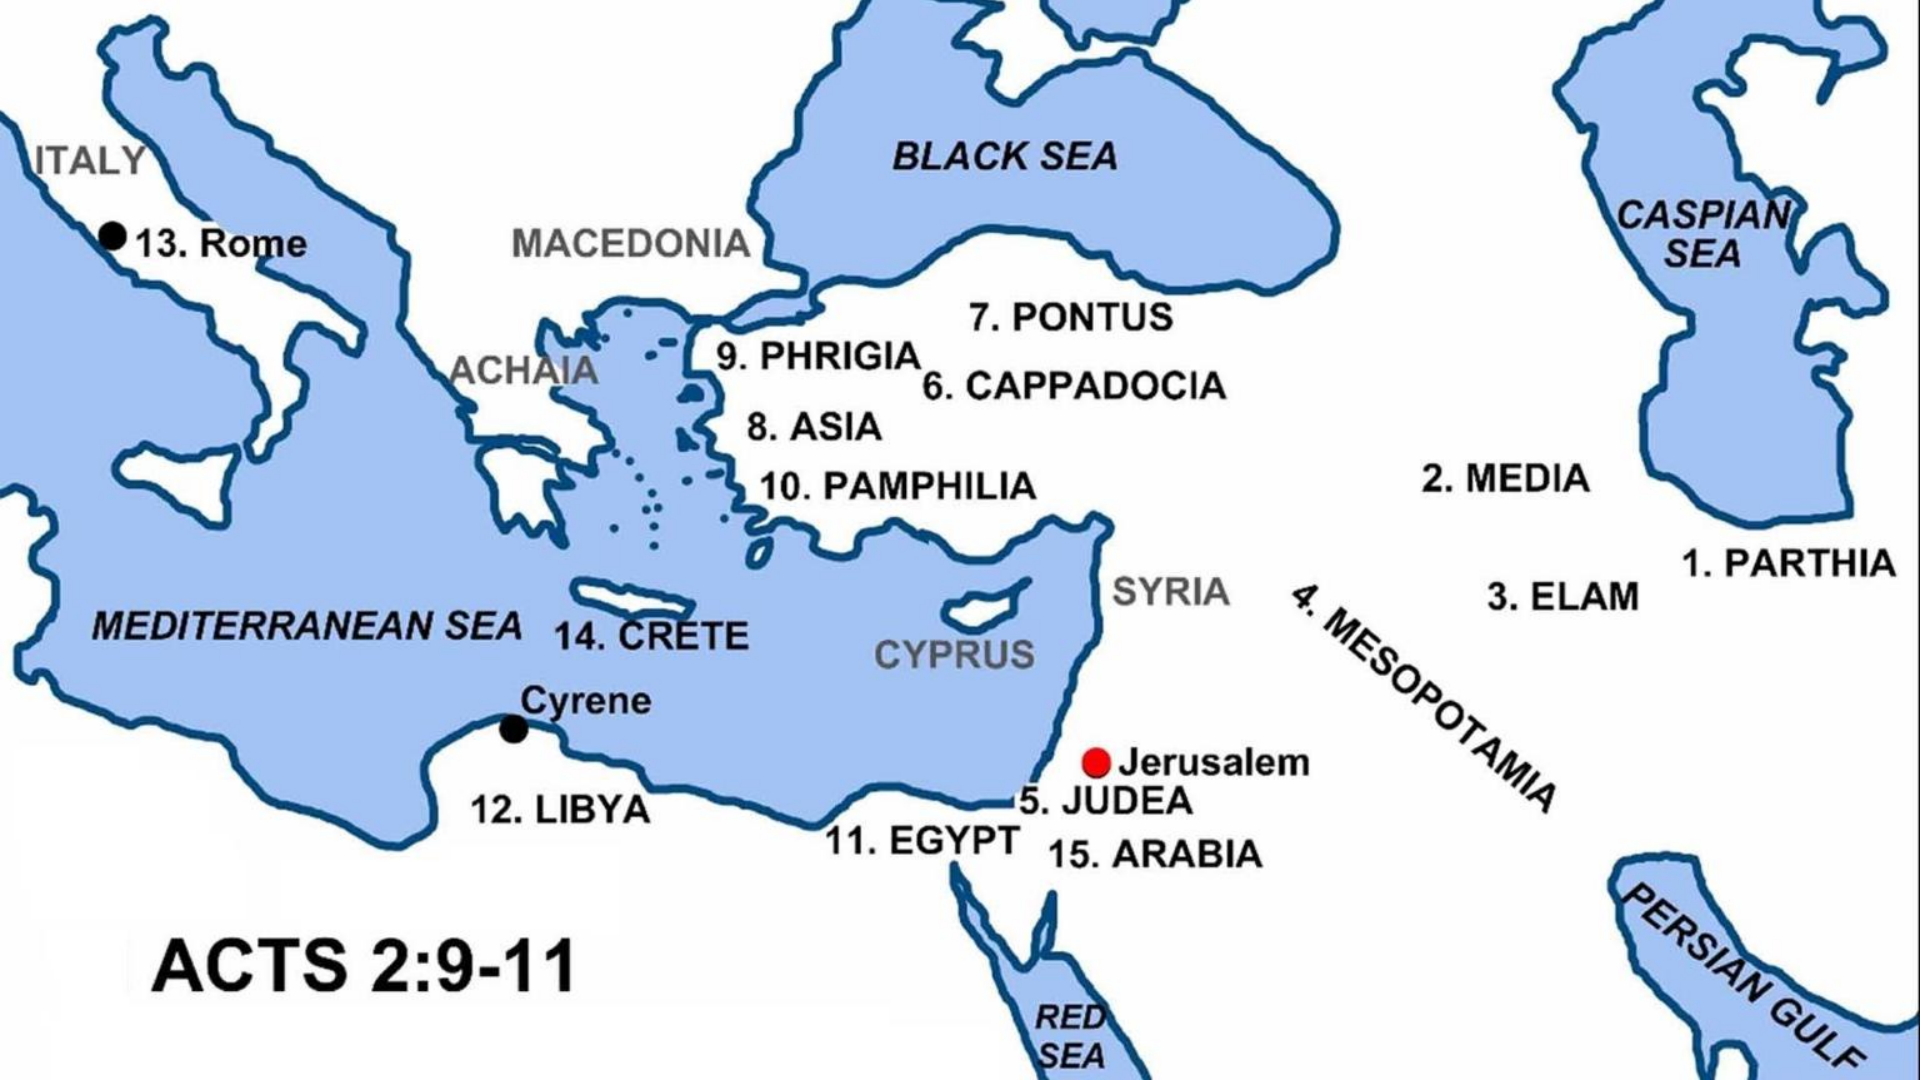 BLACK SEA
ITALY
CASPIAN
SEA
13. Rome
MACEDONIA
7. PONTUS
9. PHRIGIA
ACHAIA
6. CAPPADOCIA
8. ASIA
2. MEDIA
10. PAMPHILIA
1. PARTHIA
SYRIA
3. ELAM
4. MESOPOTAMIA
MEDITERRANEAN SEA
14. CRETE
CYPRUS
Cyrene
Jerusalem
5. JUDEA
12. LIBYA
11. EGYPT
15. ARABIA
PERSIAN GULF
ACTS 2:9-11
RED
SEA